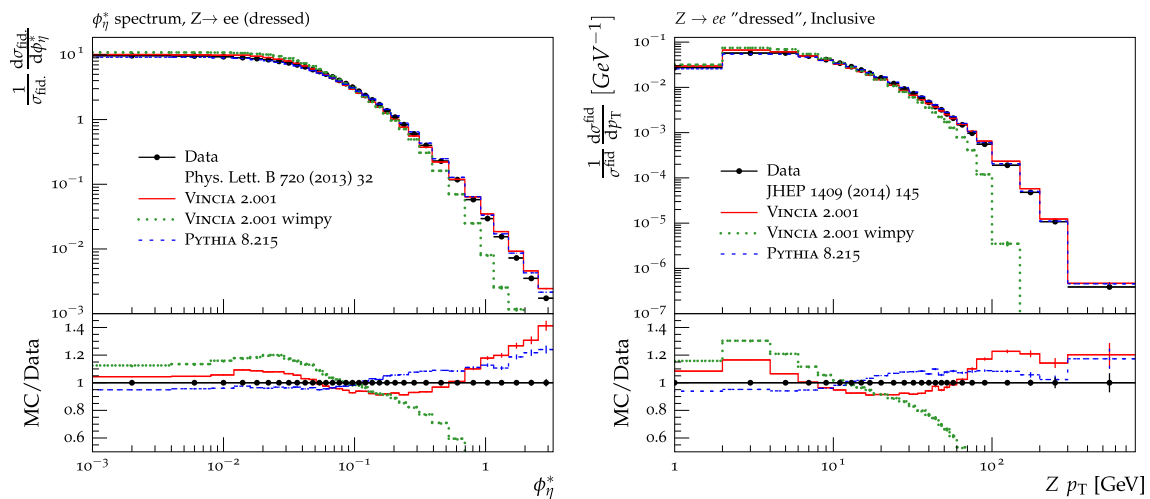 ϕ*η spectrum, Z → ee (dressed)
1/σfid. dσfid./dϕ*η
10¹
1
10⁻¹
10⁻²
10⁻³
Data
Phys. Lett. B 720 (2013) 32
VINCIA 2.001
VINCIA 2.001 wimpy
PYTHIA 8.215
MC/Data
1.4
1.2
1
0.8
0.6
10⁻³ 10⁻² 10⁻¹ 1
ϕ*η
Z → ee ”dressed”, Inclusive
1/σfid dσfid/dpT [GeV⁻¹]
10⁻¹
10⁻²
10⁻³
10⁻⁴
10⁻⁵
10⁻⁶
10⁻⁷
Data
JHEP 1409 (2014) 145
VINCIA 2.001
VINCIA 2.001 wimpy
PYTHIA 8.215
MC/Data
1.4
1.2
1
0.8
0.6
1 10¹ 10² 
Z pT [GeV]